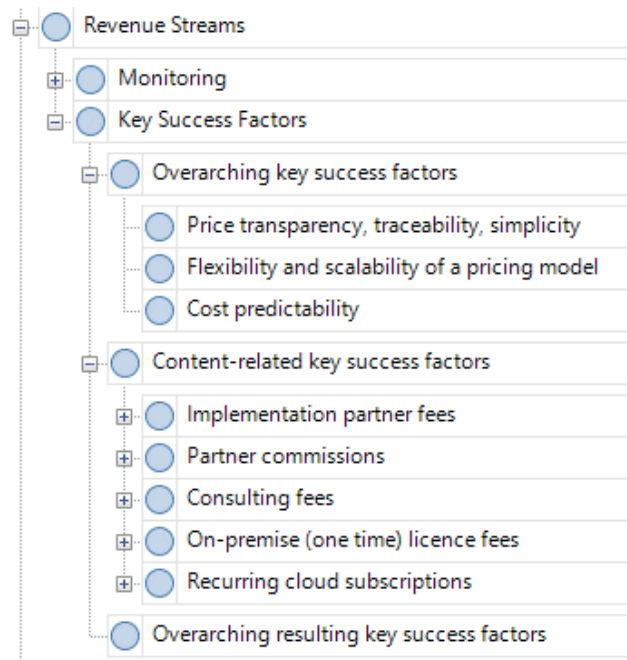 Revenue Streams
Monitoring
Key Success Factors
Overarching key success factors
Price transparency, traceability, simplicity
Flexibility and scalability of a pricing model
Cost predictability
Content-related key success factors
Implementation partner fees
Partner commissions
Consulting fees
On-premise (one time) licence fees
Recurring cloud subscriptions
Overarching resulting key success factors